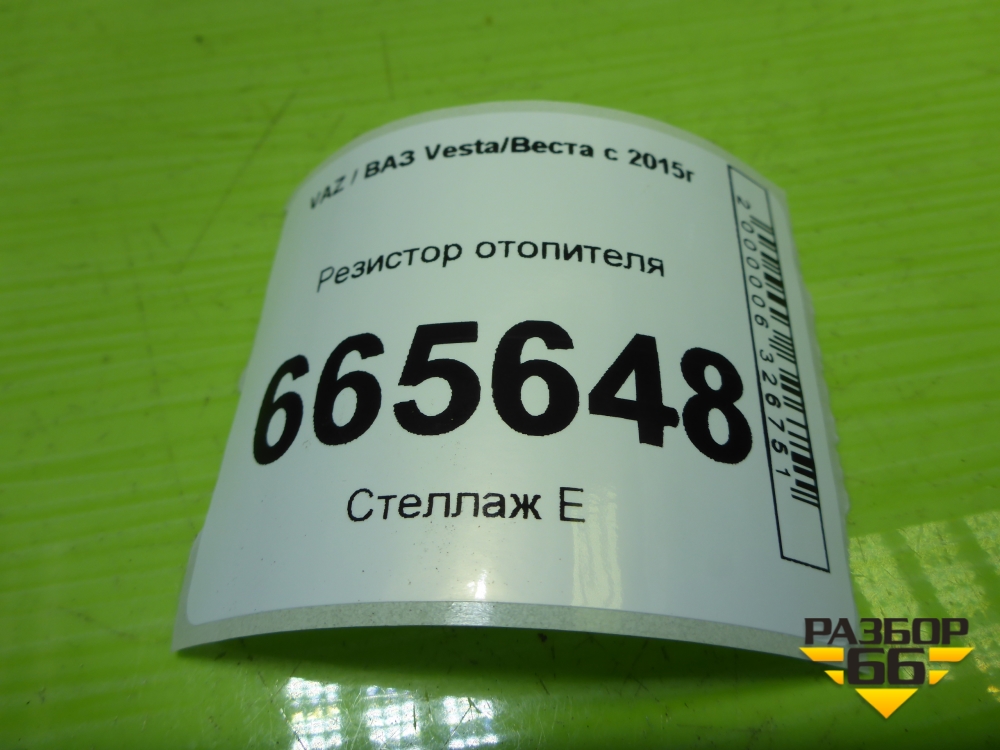 VAZ / ВАЗ Vesta/Веста с 2015г
Резистор отопителя
665648
Стеллаж Е
2000006326751
РАЗБОР
66